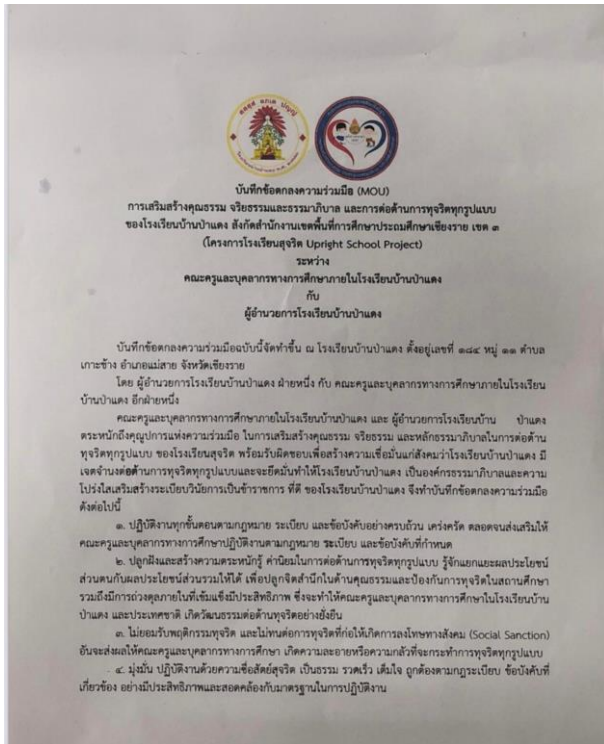 บันทึกข้อตกลงความร่วมมือ (MOU)
การเสริมสร้างคุณธรรม จริยธรรมและธรรมาภิบาล และการต่อต้านการทุจริตทุกรูปแบบ
ของโรงเรียนบ้านป่าแดง สังกัดสำนักงานเขตพื้นที่การศึกษาประถมศึกษาเชียงราย เขต ๓
(โครงการโรงเรียนสุจริต Upright School Project)
ระหว่าง
คณะครูและบุคลากรทางการศึกษาภายในโรงเรียนบ้านป่าแดง
กับ
ผู้อำนวยการโรงเรียนบ้านป่าแดง
บันทึกข้อตกลงความร่วมมือฉบับนี้จัดทำขึ้น ณ โรงเรียนบ้านป่าแดง ตั้งอยู่เลขที่ ๑๘๔ หมู่ ๑๑ ตำบล
เกาะช้าง อำเภอแม่สาย จังหวัดเชียงราย
โดย ผู้อำนวยการโรงเรียนบ้านป่าแดง ฝ่ายหนึ่ง กับ คณะครูและบุคลากรทางการศึกษาภายในโรงเรียน
บ้านป่าแดง อีกฝ่ายหนึ่ง
คณะครูและบุคลากรทางการศึกษาภายในโรงเรียนบ้านป่าแดง และ ผู้อำนวยการโรงเรียนบ้าน ป่าแดง
ตระหนักถึงคุณูปการแห่งความร่วมมือ ในการเสริมสร้างคุณธรรม จริยธรรม และหลักธรรมาภิบาลในการต่อต้าน
ทุจริตทุกรูปแบบ ของโรงเรียนสุจริต พร้อมรับผิดชอบเพื่อสร้างความเชื่อมั่นแก่สังคมว่าโรงเรียนบ้านป่าแดง มี
เจตจำนงต่อต้านการทุจริตทุกรูปแบบและจะยึดมั่นทำให้โรงเรียนบ้านป่าแดง เป็นองค์กรธรรมาภิบาลและความ
โปร่งใสเสริมสร้างระเบียบวินัยการเป็นข้าราชการ ที่ดี ของโรงเรียนบ้านป่าแดง จึงทำบันทึกข้อตกลงความร่วมมือ
ดังต่อไปนี้
๑. ปฏิบัติงานทุกขั้นตอนตามกฎหมาย ระเบียบ และข้อบังคับอย่างครบถ้วน เคร่งครัด ตลอดจนส่งเสริมให้
คณะครูและบุคลากรทางการศึกษาปฏิบัติงานตามกฎหมาย ระเบียบ และข้อบังคับที่กำหนด
๒. ปลูกฝังและสร้างความตระหนักรู้ ค่านิยมในการต่อต้านการทุจริตทุกรูปแบบ รู้จักแยกแยะผลประโยชน์
ส่วนตนกับผลประโยชน์ส่วนรวมให้ได้ เพื่อปลูกจิตสำนึกในด้านคุณธรรมและป้องกันการทุจริตในสถานศึกษา
รวมถึงมีการถ่วงดุลภายในที่เข้มแข็งมีประสิทธิภาพ ซึ่งจะทำให้คณะครูและบุคลากรทางการศึกษาในโรงเรียนบ้าน
ป่าแดง และประเทศชาติ เกิดวัฒนธรรมต่อต้านทุจริตอย่างยั่งยืน
๓. ไม่ยอมรับพฤติกรรมทุจริต และไม่ทนต่อการทุจริตที่ก่อให้เกิดการลงโทษทางสังคม (Social Sanction)
อันจะส่งผลให้คณะครูและบุคลากรทางการศึกษา เกิดความละอายหรือความกลัวที่จะกระทำการทุจริตทุกรูปแบบ
๔. มุ่งมั่น ปฏิบัติงานด้วยความซื่อสัตย์สุจริต เป็นธรรม รวดเร็ว เต็มใจ ถูกต้องตามกฎระเบียบ ข้อบังคับที่
เกี่ยวข้อง อย่างมีประสิทธิภาพและสอดคล้องกับมาตรฐานในการปฏิบัติงาน